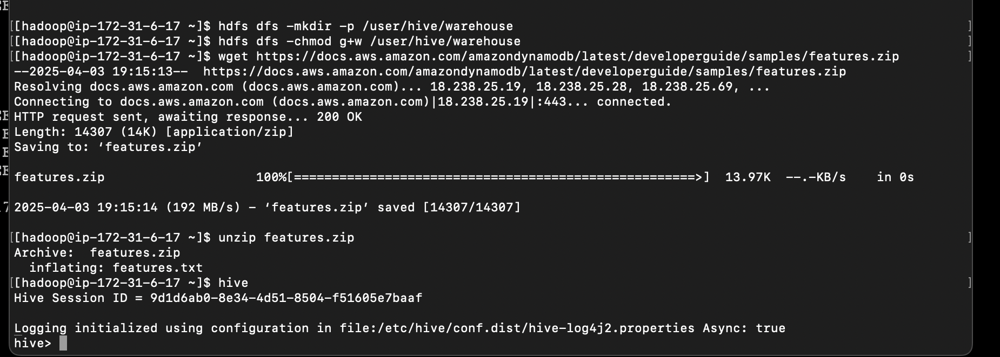 [[hadoop@ip-172-31-6-17 ~]$ hdfs dfs -mkdir -p /user/hive/warehouse ]
[[hadoop@ip-172-31-6-17 ~]$ hdfs dfs -chmod g+w /user/hive/warehouse ]
[[hadoop@ip-172-31-6-17 ~]$ wget https://docs.aws.amazon.com/amazondynamodb/latest/developerguide/samples/features.zip ]
--2025-04-03 19:15:13--  https://docs.aws.amazon.com/amazondynamodb/latest/developerguide/samples/features.zip
Resolving docs.aws.amazon.com (docs.aws.amazon.com)... 18.238.25.19, 18.238.25.28, 18.238.25.69, ...
Connecting to docs.aws.amazon.com (docs.aws.amazon.com)|18.238.25.19|:443... connected.
HTTP request sent, awaiting response... 200 OK
Length: 14307 (14K) [application/zip]
Saving to: ‘features.zip’
features.zip 100%[=====================================================>] 13.97K --.-KB/s in 0s
2025-04-03 19:15:14 (192 MB/s) - ‘features.zip’ saved [14307/14307]
[[hadoop@ip-172-31-6-17 ~]$ unzip features.zip ]
Archive:  features.zip
  inflating: features.txt
[[hadoop@ip-172-31-6-17 ~]$ hive ]
Hive Session ID = 9d1d6ab0-8e34-4d51-8504-f51605e7baaf
Logging initialized using configuration in file:/etc/hive/conf.dist/hive-log4j2.properties Async: true
hive>